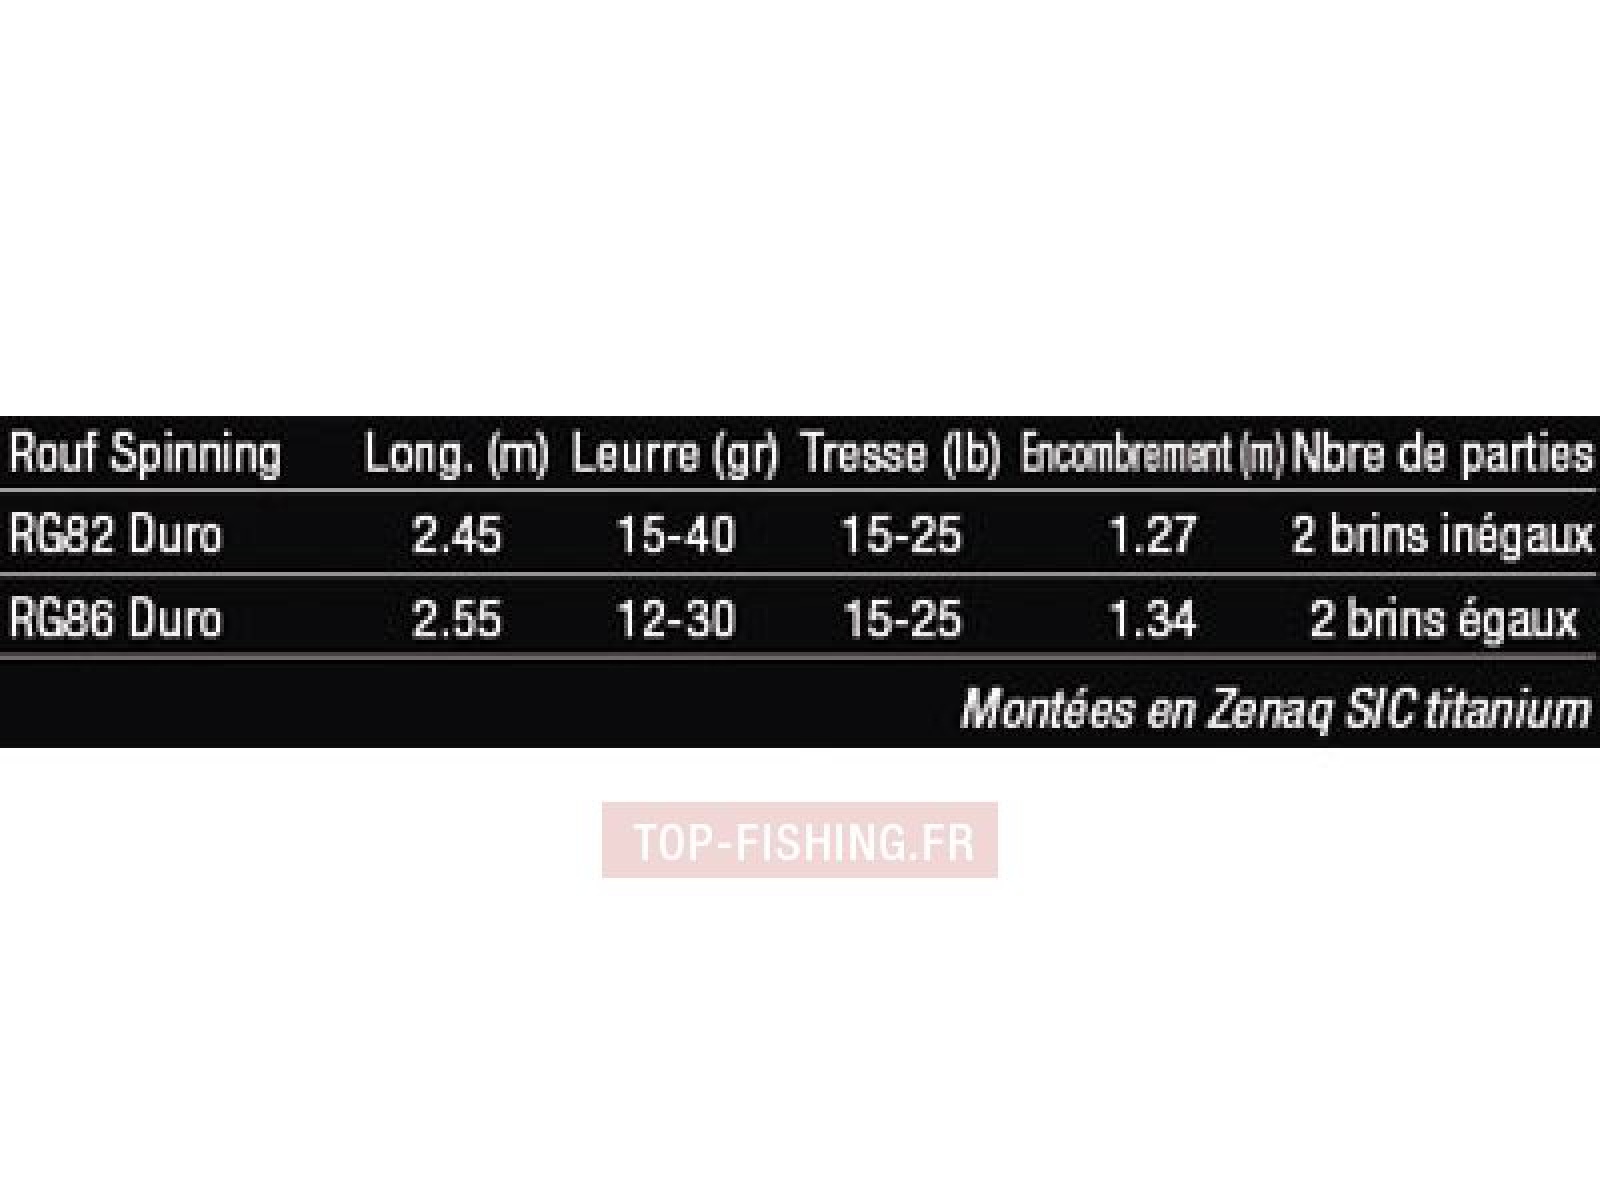 Rouf Spinning Long. (m) Leurre (gr) Tresse (lb) Encombrement (m) Nbre de parties
RG82 Duro 2.45 15-40 15-25 1.27 2 brins inégaux
RG86 Duro 2.55 12-30 15-25 1.34 2 brins égaux
Montées en Zenaq SIC titanium
TOP-FISHING.FR